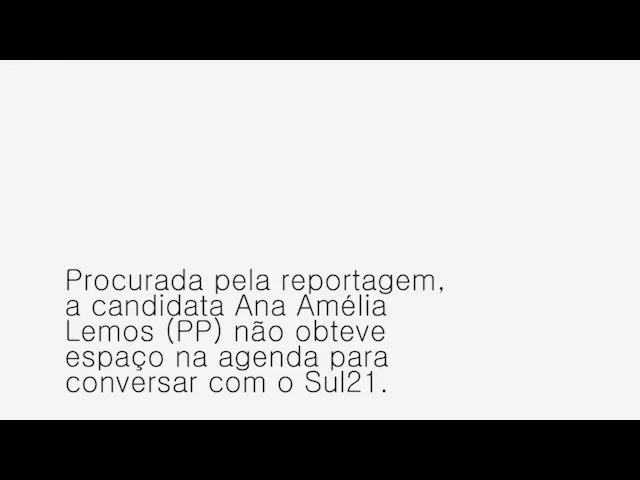 Procurada pela reportagem,
a candidata Ana Amélia
Lemos (PP) não obteve
espaço na agenda para
conversar com o Sul21.